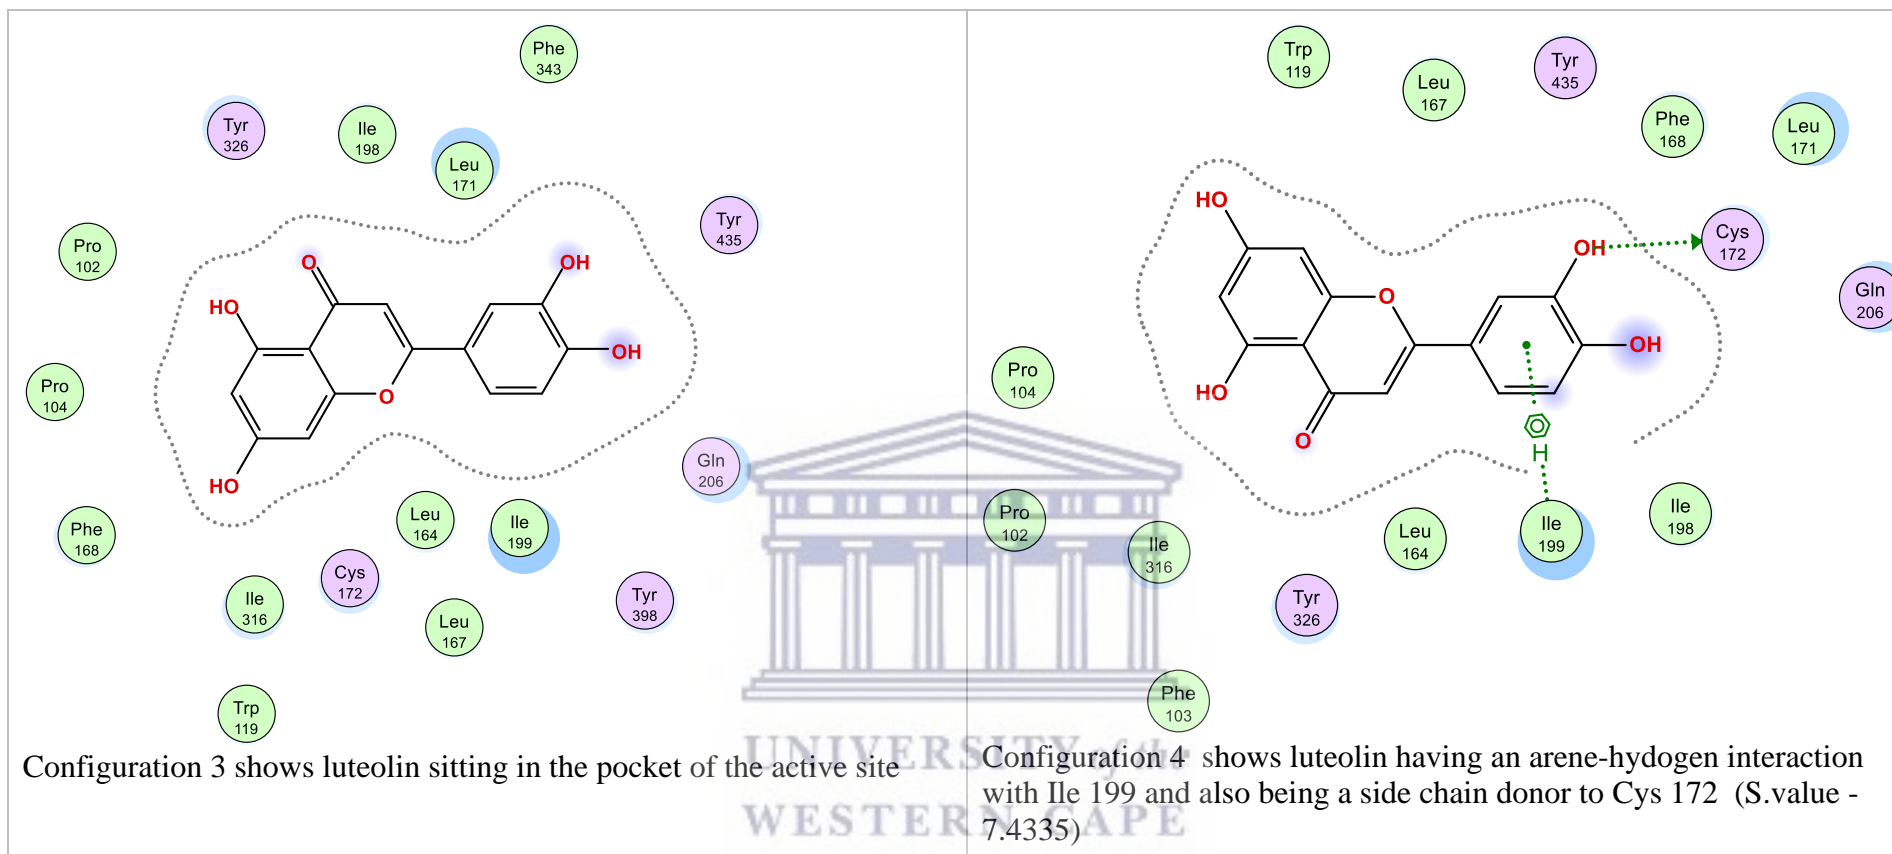 Phe
343
Tyr
326
Ile
198
Leu
171
Tyr
435
Pro
102
O
OH
HO
OH
O
Pro
104
HO
Gln
206
Phe
168
Leu
164
Ile
199
Cys
172
Ile
316
Leu
167
Tyr
398
Trp
119
Configuration 3 shows luteolin sitting in the pocket of the active site
Trp
119
Leu
167
Tyr
435
Phe
168
Leu
171
HO
OH
Cys
172
O
Gln
206
OH
Pro
104
HO
O
H
Pro
102
Ile
316
Leu
164
Ile
199
Ile
198
Tyr
326
Phe
103
Configuration 4 shows luteolin having an arene-hydogen interaction
with Ile 199 and also being a side chain donor to Cys 172 (S.value -
7.4335)
UNIVERSITY of the
WESTERN CAPE